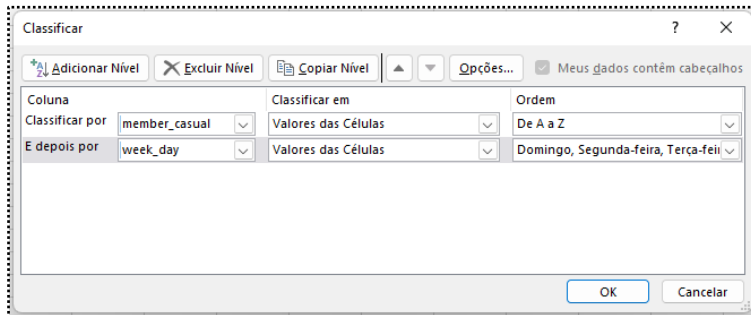 Classificar ? ×
Adicionar Nível Excluir Nível Copiar Nível Opções... Meus dados contêm cabeçalhos
Coluna Classificar em Ordem
Classificar por member_casual Valores das Células De A a Z
E depois por week_day Valores das Células Domingo, Segunda-feira, Terça-feir
OK Cancelar